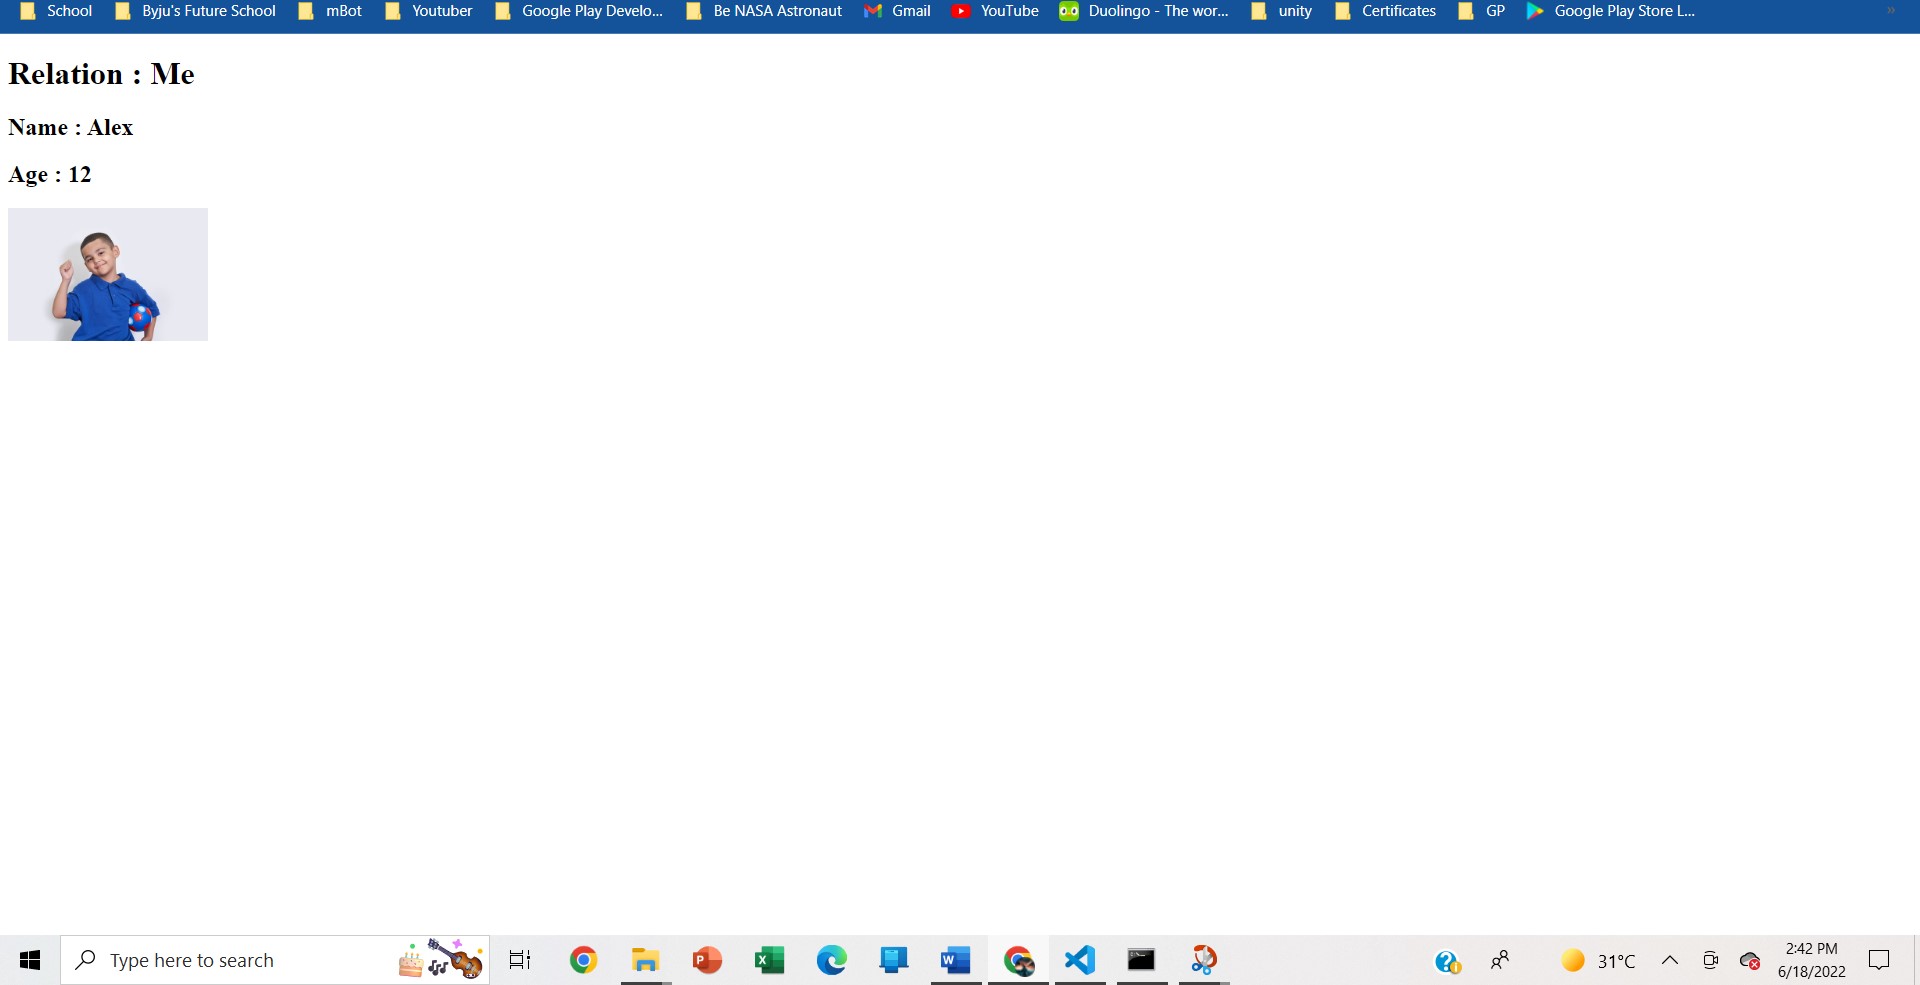 School Byju's Future School mBot Youtuber Google Play Develo... Be NASA Astronaut Gmail YouTube Duolingo - The wor... unity Certificates GP Google Play Store L... »
Relation : Me
Name : Alex
Age : 12
Type here to search
31°C
2:42 PM
6/18/2022